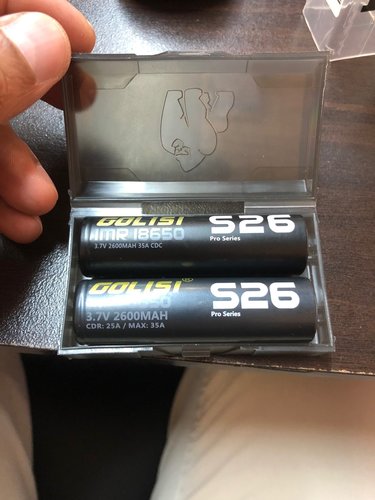 GOLISI
IMR 18650
3.7V 2600MAH 35A CDC
S26
Pro Series
GOLISI
3.7V 2600MAH
CDR: 25A / MAX: 35A
S26
Pro Series